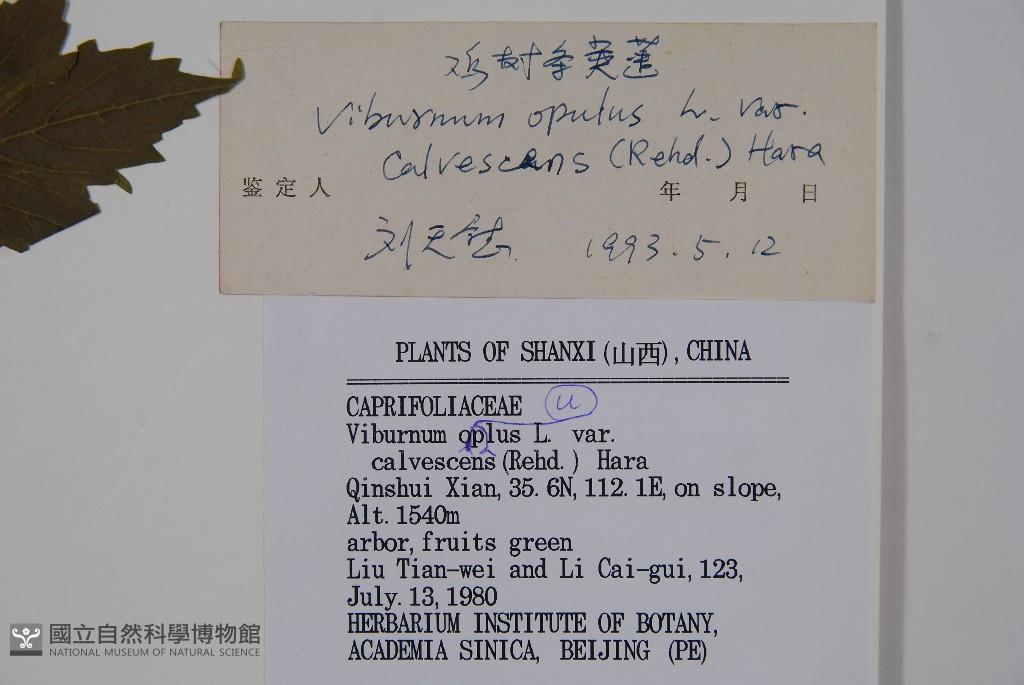 鸡树条荚蒾
Viburnum opulus L. var.
calvescens (Rehd.) Hara
鉴定人 年 月 日
刘天 1993.5.12
PLANTS OF SHANXI (山西), CHINA
CAPRIFOLIACEAE u
Viburnum oplus L. var.
calvescens (Rehd.) Hara
Qinshui Xian, 35.6N, 112.1E, on slope,
Alt. 1540m
arbor, fruits green
Liu Tian-wei and Li Cai-gui, 123,
July. 13, 1980
HERBARIUM INSTITUTE OF BOTANY,
ACADEMIA SINICA, BEIJING (PE)
國立自然科學博物館
NATIONAL MUSEUM OF NATURAL SCIENCE